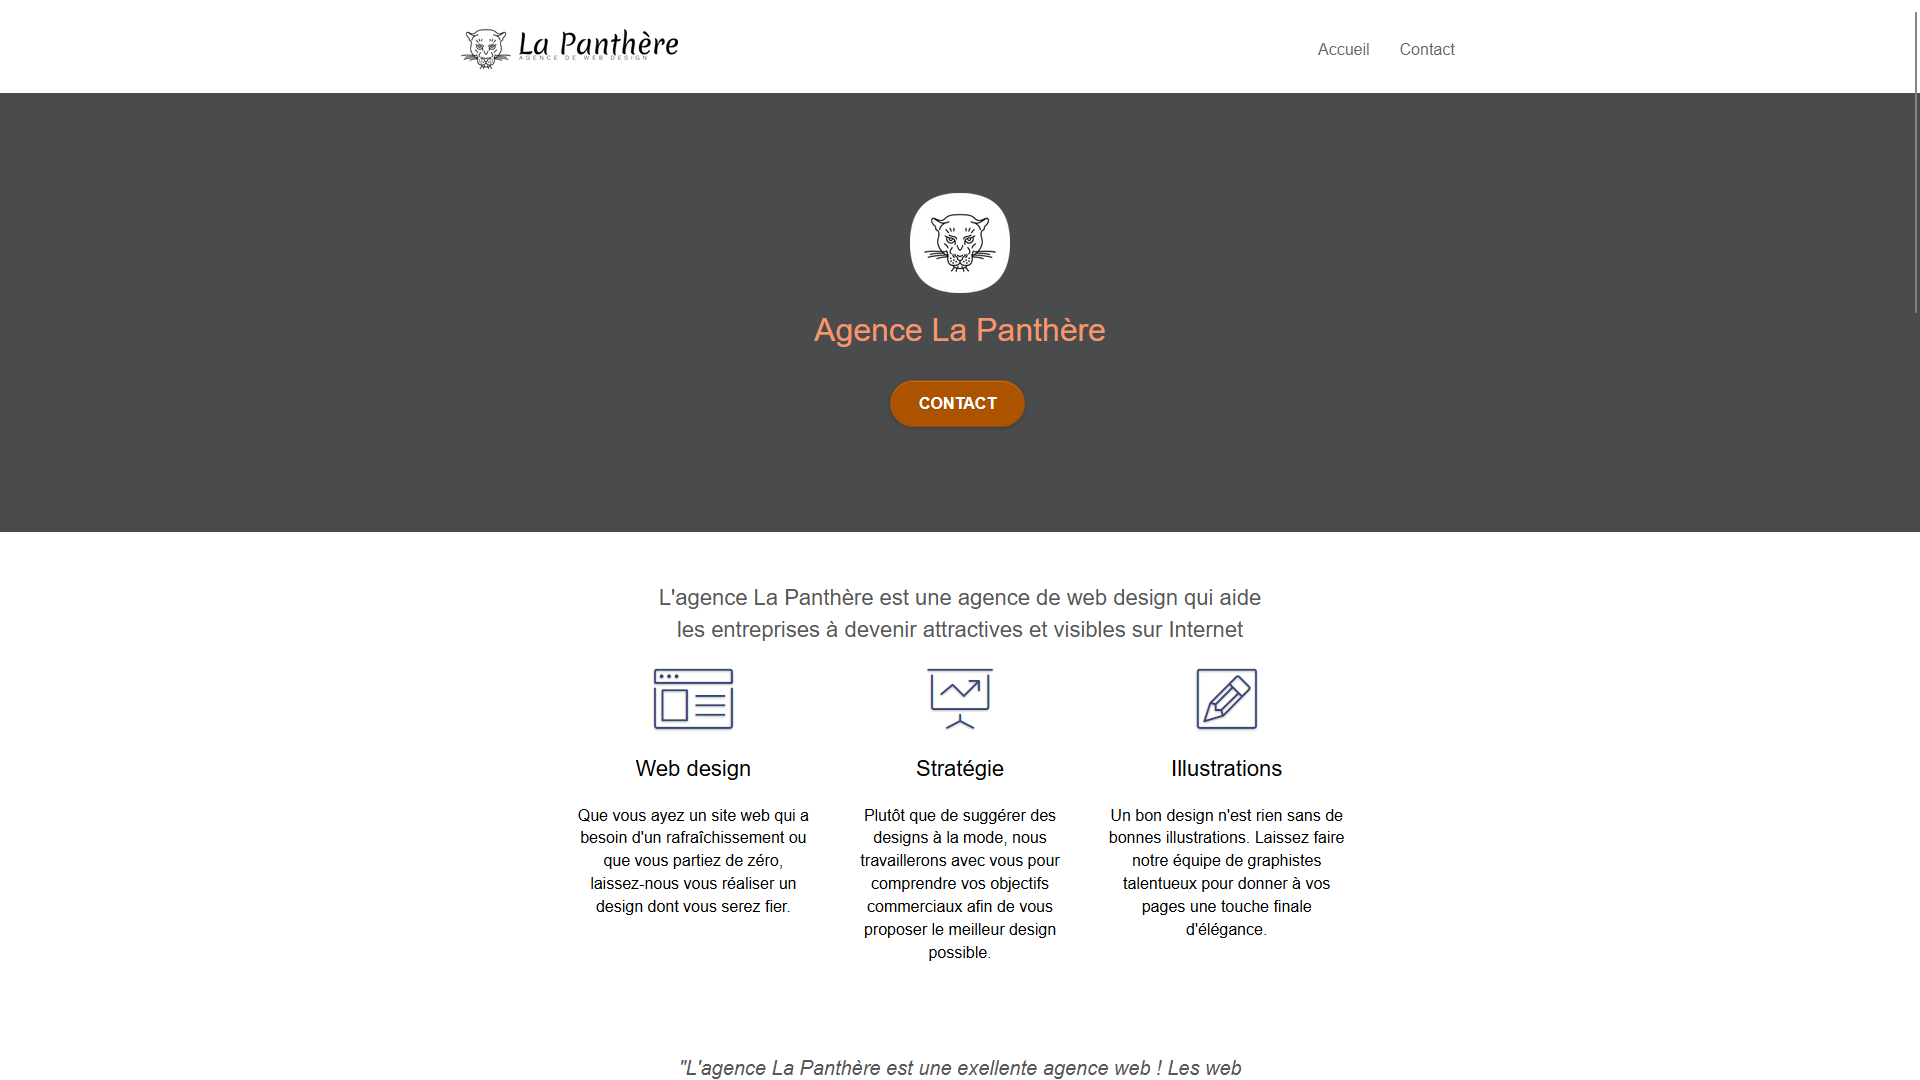 La Panthère
AGENCE DE WEB DESIGN
Accueil
Contact
Agence La Panthère
CONTACT
L'agence La Panthère est une agence de web design qui aide
les entreprises à devenir attractives et visibles sur Internet
Web design
Que vous ayez un site web qui a
besoin d'un rafraîchissement ou
que vous partiez de zéro,
laissez-nous vous réaliser un
design dont vous serez fier.
Stratégie
Plutôt que de suggérer des
designs à la mode, nous
travaillerons avec vous pour
comprendre vos objectifs
commerciaux afin de vous
proposer le meilleur design
possible.
Illustrations
Un bon design n'est rien sans de
bonnes illustrations. Laissez faire
notre équipe de graphistes
talentueux pour donner à vos
pages une touche finale
d'élégance.
"L'agence La Panthère est une exellente agence web ! Les web